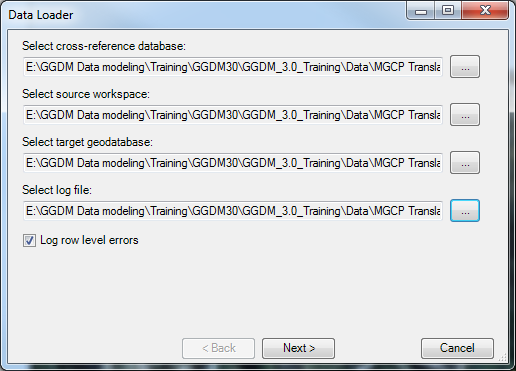 Data Loader
Select cross-reference database:
E:\GGDM Data modeling\Training\GGDM30\GGDM_3.0_Training\Data\MGCP Transla
...
Select source workspace:
E:\GGDM Data modeling\Training\GGDM30\GGDM_3.0_Training\Data\MGCP Transla
...
Select target geodatabase:
E:\GGDM Data modeling\Training\GGDM30\GGDM_3.0_Training\Data\MGCP Transla
...
Select log file:
E:\GGDM Data modeling\Training\GGDM30\GGDM_3.0_Training\Data\MGCP Transla
...
Log row level errors
< Back
Next >
Cancel